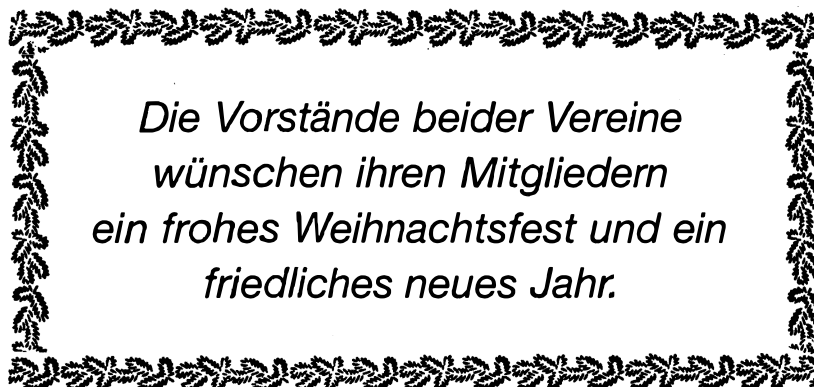 Die Vorstände beider Vereine
wünschen ihren Mitgliedern
ein frohes Weihnachtsfest und ein
friedliches neues Jahr.